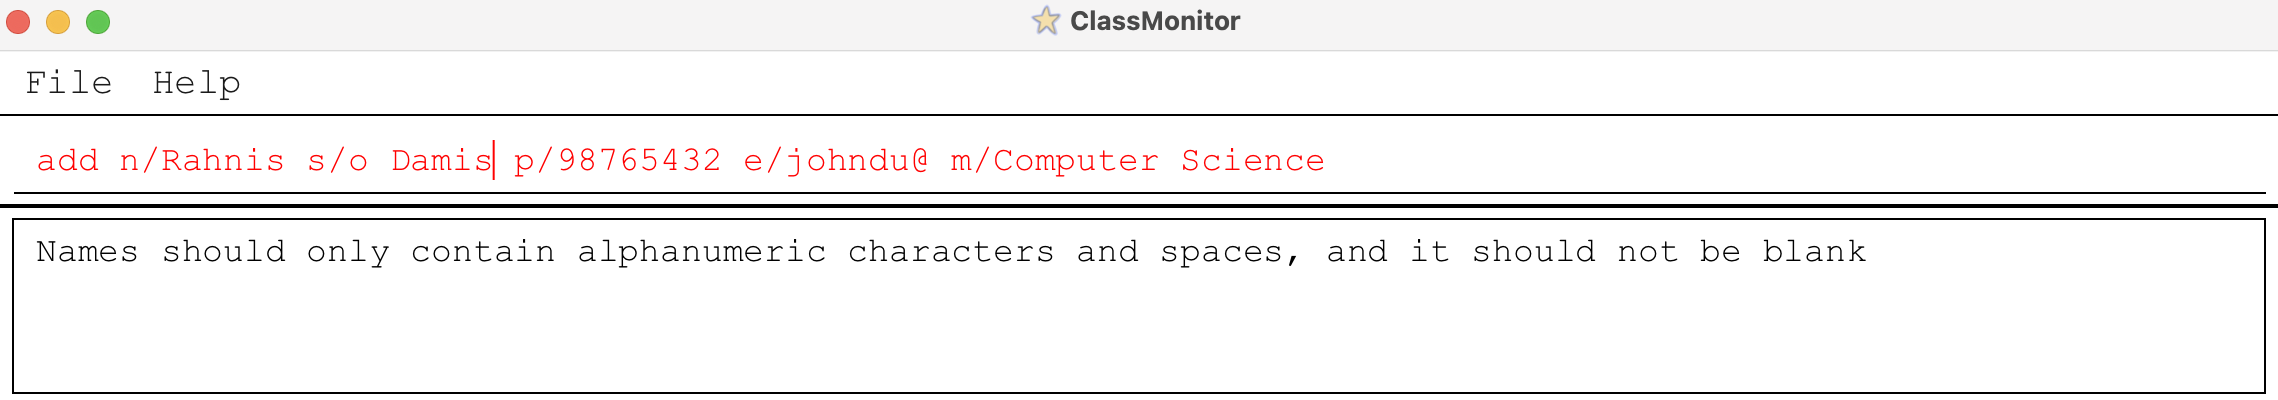 ClassMonitor
File Help
add n/Rahnis s/o Damis p/98765432 e/johndu@ m/Computer Science
Names should only contain alphanumeric characters and spaces, and it should not be blank